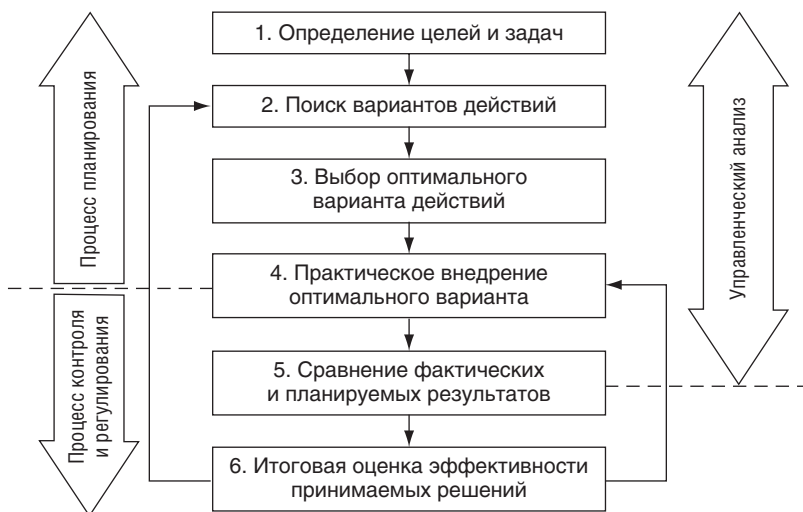 1. Определение целей и задач
2. Поиск вариантов действий
3. Выбор оптимального
варианта действий
4. Практическое внедрение
оптимального варианта
5. Сравнение фактических
и планируемых результатов
6. Итоговая оценка эффективности
принимаемых решений
Процесс планирования
Процесс контроля
и регулирования
Управленческий анализ